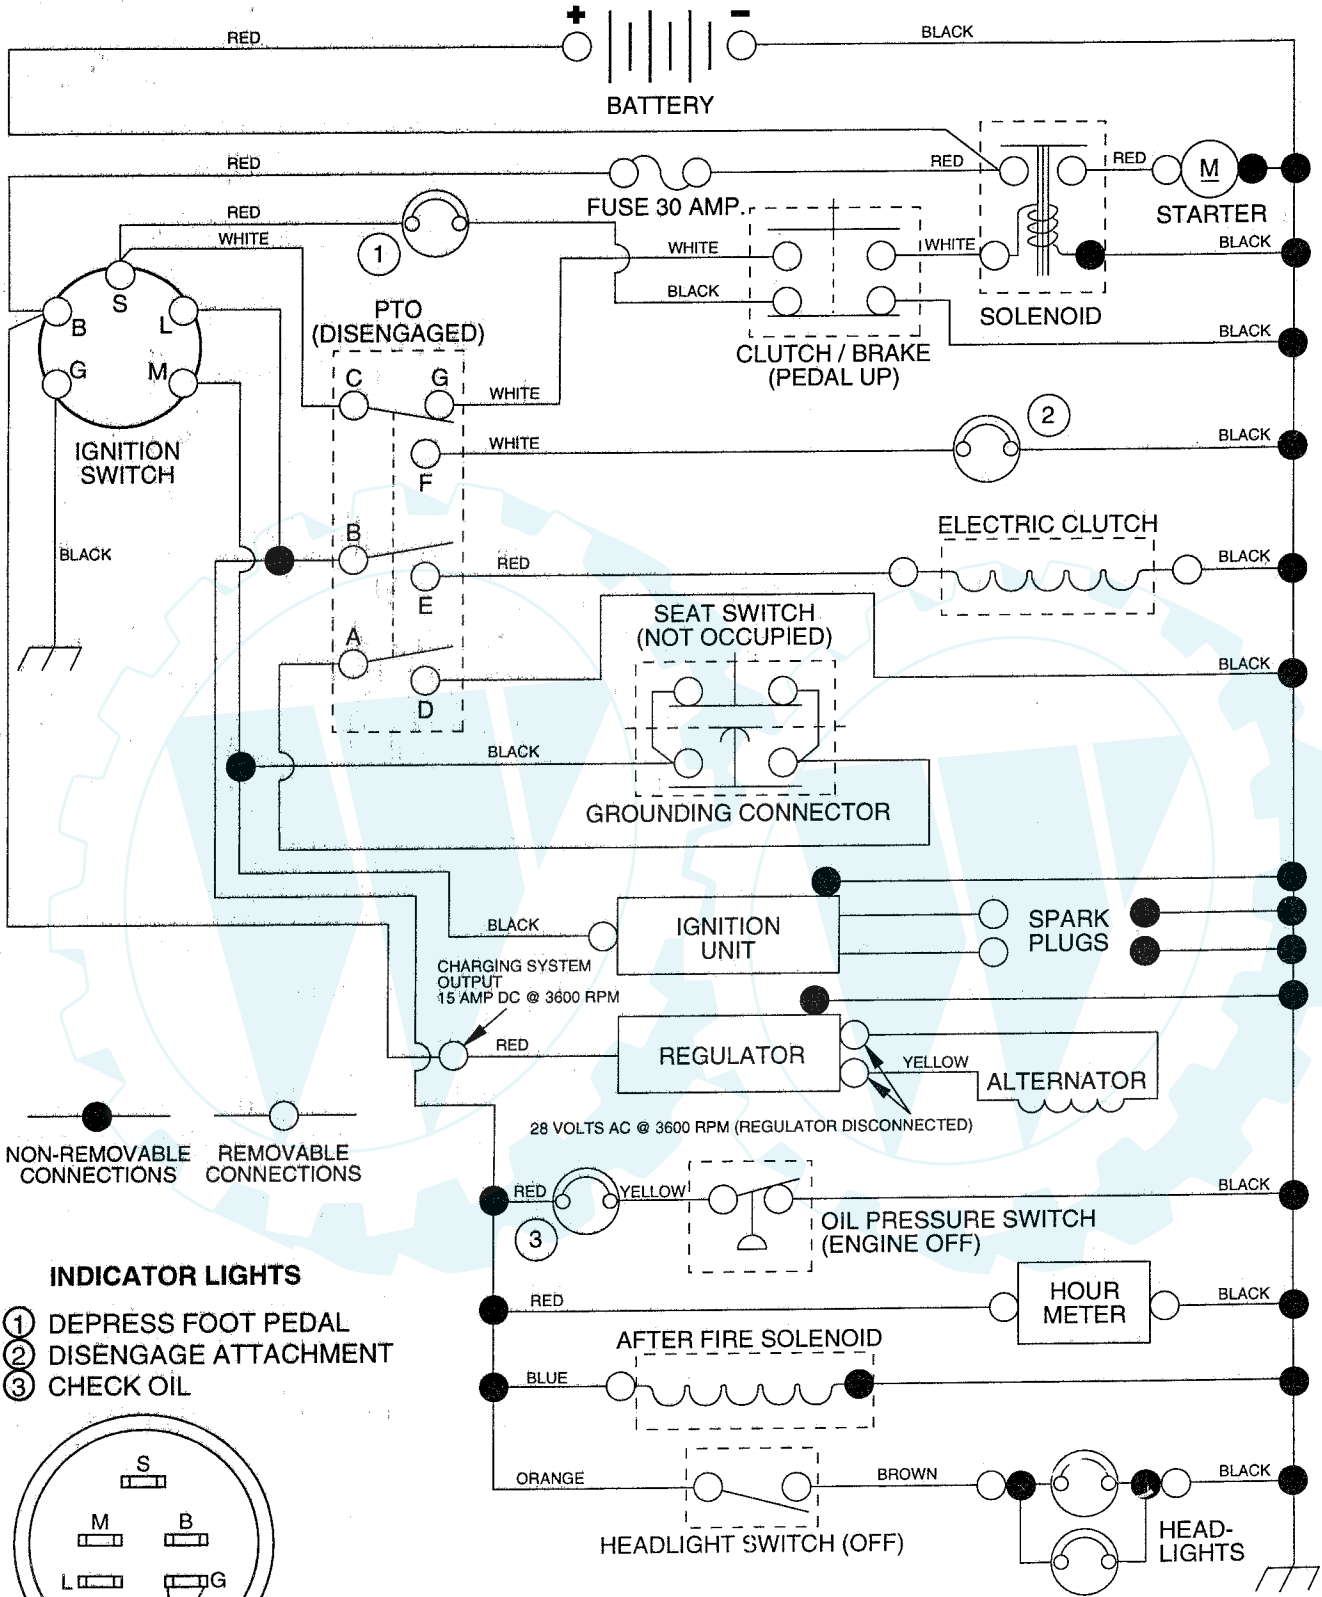 + −
RED
BLACK
BATTERY
RED
RED
RED
M
FUSE 30 AMP.
STARTER
RED
WHITE
1
WHITE
WHITE
BLACK
S
B
L
G
M
PTO
(DISENGAGED)
BLACK
SOLENOID
BLACK
CLUTCH / BRAKE
(PEDAL UP)
IGNITION
SWITCH
C
G
WHITE
2
WHITE
BLACK
F
BLACK
B
RED
E
ELECTRIC CLUTCH
BLACK
SEAT SWITCH
(NOT OCCUPIED)
A
BLACK
D
BLACK
GROUNDING CONNECTOR
BLACK
IGNITION
UNIT
SPARK
PLUGS
CHARGING SYSTEM
OUTPUT
15 AMP DC @ 3600 RPM
RED
REGULATOR
YELLOW
ALTERNATOR
28 VOLTS AC @ 3600 RPM (REGULATOR DISCONNECTED)
NON-REMOVABLE
CONNECTIONS
REMOVABLE
CONNECTIONS
RED
YELLOW
BLACK
3
OIL PRESSURE SWITCH
(ENGINE OFF)
INDICATOR LIGHTS
1 DEPRESS FOOT PEDAL
2 DISENGAGE ATTACHMENT
3 CHECK OIL
RED
HOUR
METER
BLACK
AFTER FIRE SOLENOID
BLUE
ORANGE
BROWN
BLACK
HEADLIGHT SWITCH (OFF)
HEAD-
LIGHTS
S
M
B
L
G